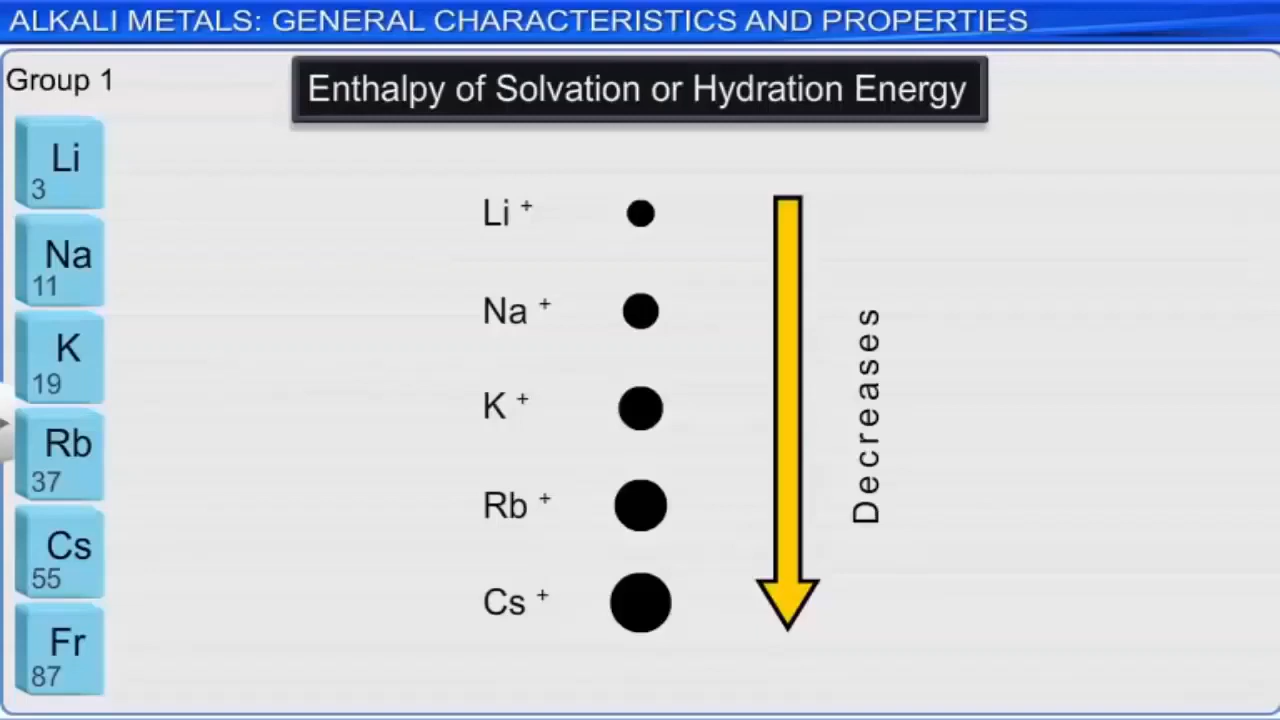 ALKALI METALS: GENERAL CHARACTERISTICS AND PROPERTIES
Group 1
Enthalpy of Solvation or Hydration Energy
Li
3
Na
11
K
19
Rb
37
Cs
55
Fr
87
Li +
Na +
K +
Rb +
Cs +
Decreases